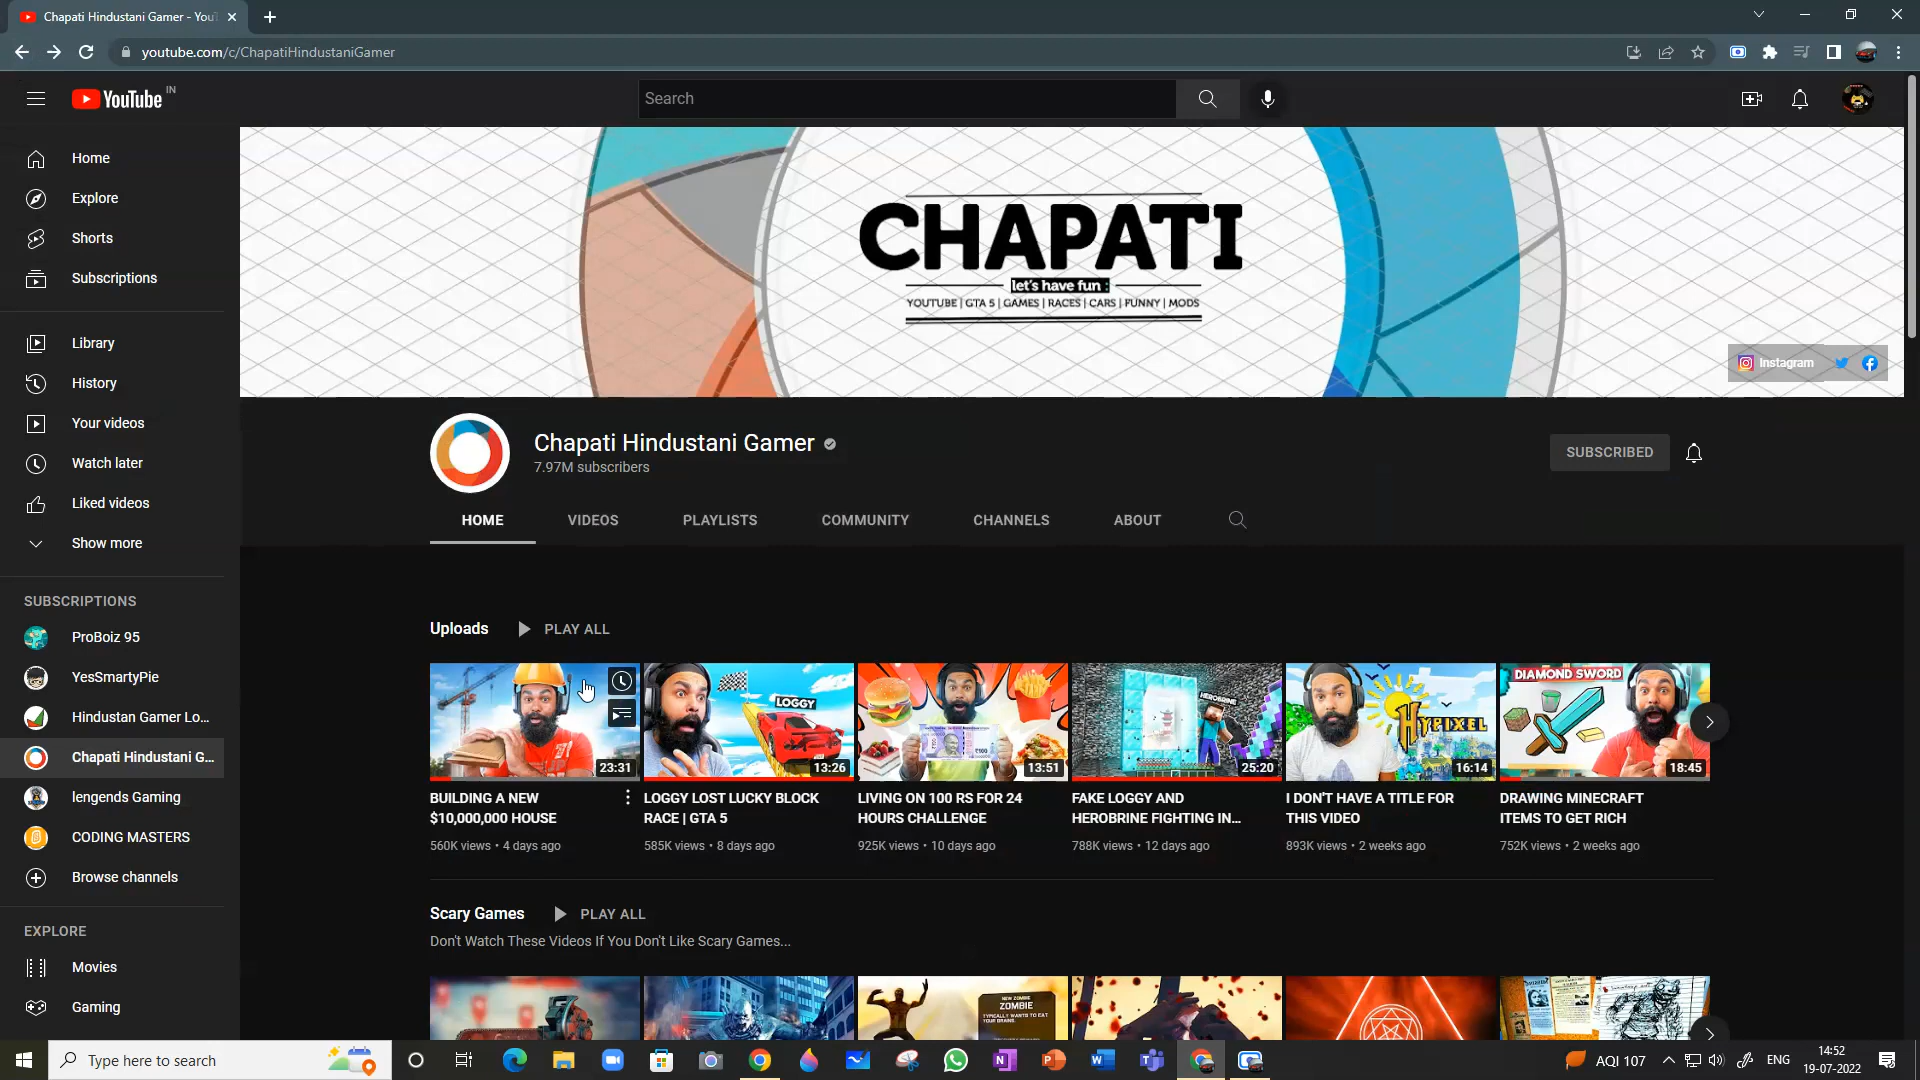 Chapati Hindustani Gamer - YouT
youtube.com/c/ChapatiHindustaniGamer
YouTube IN
Search
Home
Explore
Shorts
Subscriptions
Library
History
Your videos
Watch later
Liked videos
Show more
SUBSCRIPTIONS
ProBoiz 95
YesSmartyPie
Hindustan Gamer Lo...
Chapati Hindustani G...
lengends Gaming
CODING MASTERS
Browse channels
EXPLORE
Movies
Gaming
CHAPATI
let's have fun :
YOUTUBE | GTA 5 | GAMES | RACES | CARS | FUNNY | MODS
Instagram
Chapati Hindustani Gamer
7.97M subscribers
SUBSCRIBED
HOME VIDEOS PLAYLISTS COMMUNITY CHANNELS ABOUT
Uploads PLAY ALL
23:31
LOGGY
13:26
₹100
13:51
HEROBRINE
25:20
HYPIXEL
16:14
DIAMOND SWORD
18:45
BUILDING A NEW
$10,000,000 HOUSE
560K views • 4 days ago
LOGGY LOST LUCKY BLOCK
RACE | GTA 5
585K views • 8 days ago
LIVING ON 100 RS FOR 24
HOURS CHALLENGE
925K views • 10 days ago
FAKE LOGGY AND
HEROBRINE FIGHTING IN...
788K views • 12 days ago
I DON'T HAVE A TITLE FOR
THIS VIDEO
893K views • 2 weeks ago
DRAWING MINECRAFT
ITEMS TO GET RICH
752K views • 2 weeks ago
Scary Games PLAY ALL
Don't Watch These Videos If You Don't Like Scary Games...
NEW ZOMBIE
ZOMBIE
TYPICALLY WANTS TO EAT
YOUR BRAINS.
Type here to search
AQI 107
ENG
14:52
19-07-2022